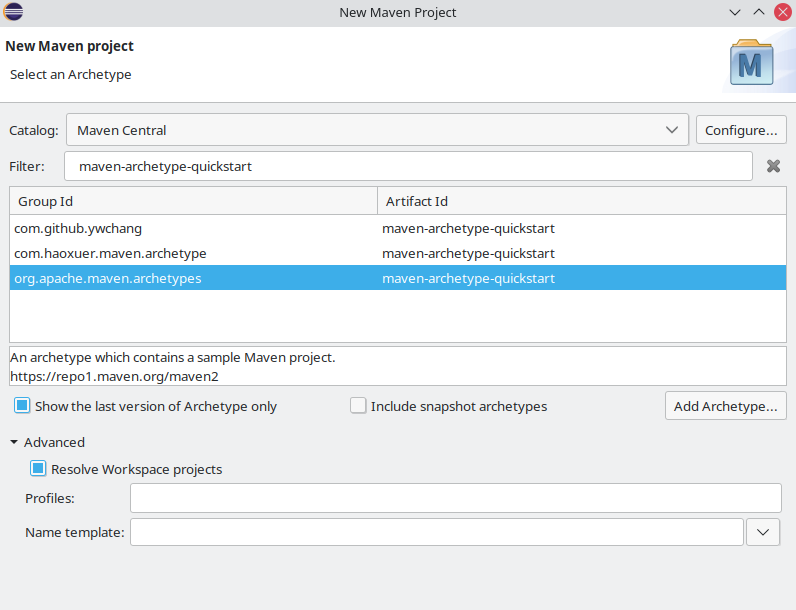 New Maven Project
New Maven project
Select an Archetype
M
Catalog: Maven Central Configure...
Filter: maven-archetype-quickstart
Group Id Artifact Id
com.github.ywchang maven-archetype-quickstart
com.haoxuer.maven.archetype maven-archetype-quickstart
org.apache.maven.archetypes maven-archetype-quickstart
An archetype which contains a sample Maven project.
https://repo1.maven.org/maven2
Show the last version of Archetype only Include snapshot archetypes Add Archetype...
Advanced
Resolve Workspace projects
Profiles:
Name template: